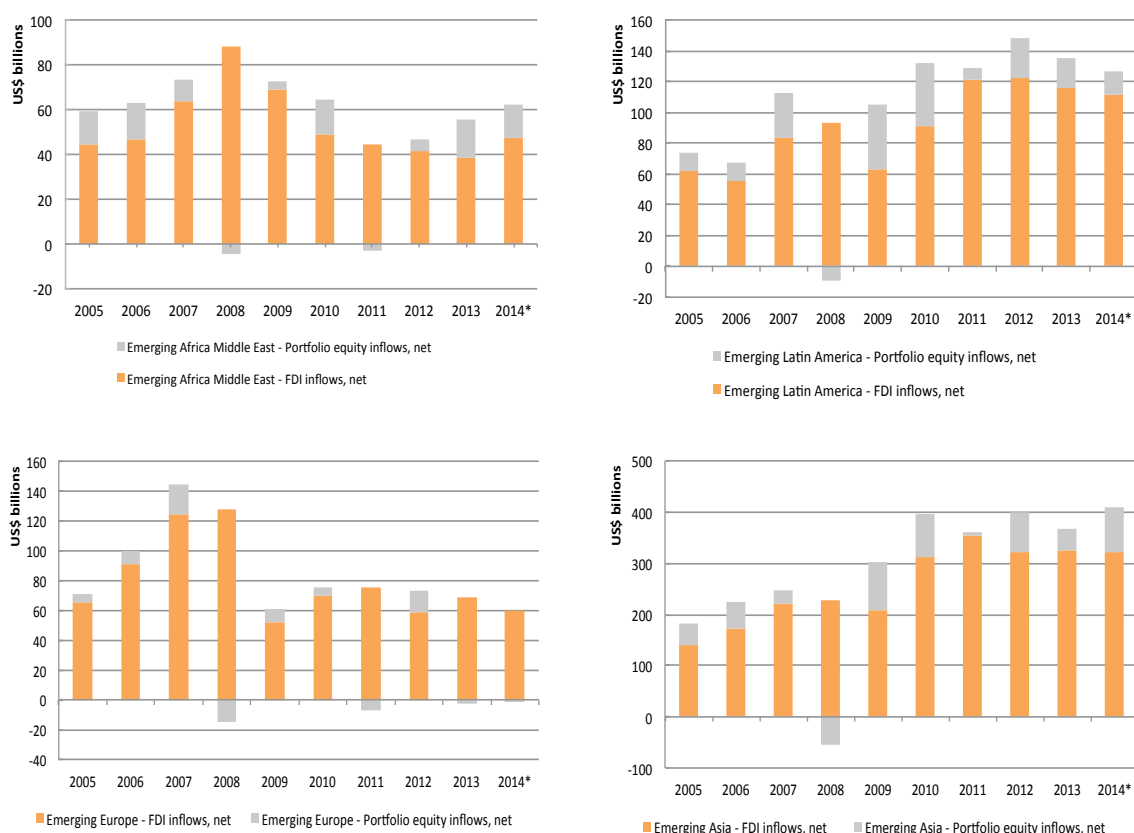 US$ billions
100
80
60
40
20
0
-20
2005 2006 2007 2008 2009 2010 2011 2012 2013 2014*
Emerging Africa Middle East - Portfolio equity inflows, net
Emerging Africa Middle East - FDI inflows, net
US$ billions
160
140
120
100
80
60
40
20
0
-20
2005 2006 2007 2008 2009 2010 2011 2012 2013 2014*
Emerging Latin America - Portfolio equity inflows, net
Emerging Latin America - FDI inflows, net
US$ billions
160
140
120
100
80
60
40
20
0
-20
-40
2005 2006 2007 2008 2009 2010 2011 2012 2013 2014*
Emerging Europe - FDI inflows, net Emerging Europe - Portfolio equity inflows, net
US$ billions
500
400
300
200
100
0
-100
2005 2006 2007 2008 2009 2010 2011 2012 2013 2014*
Emerging Asia - FDI inflows, net Emerging Asia - Portfolio equity inflows, net